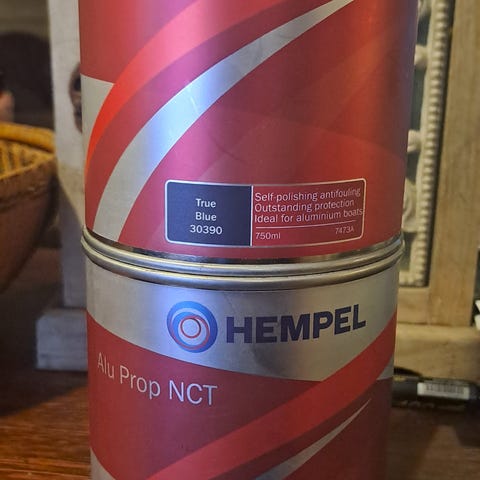 True
Blue
30390
Self-polishing antifouling
Outstanding protection
Ideal for aluminium boats
750ml 7473A
HEMPEL
Alu Prop NCT